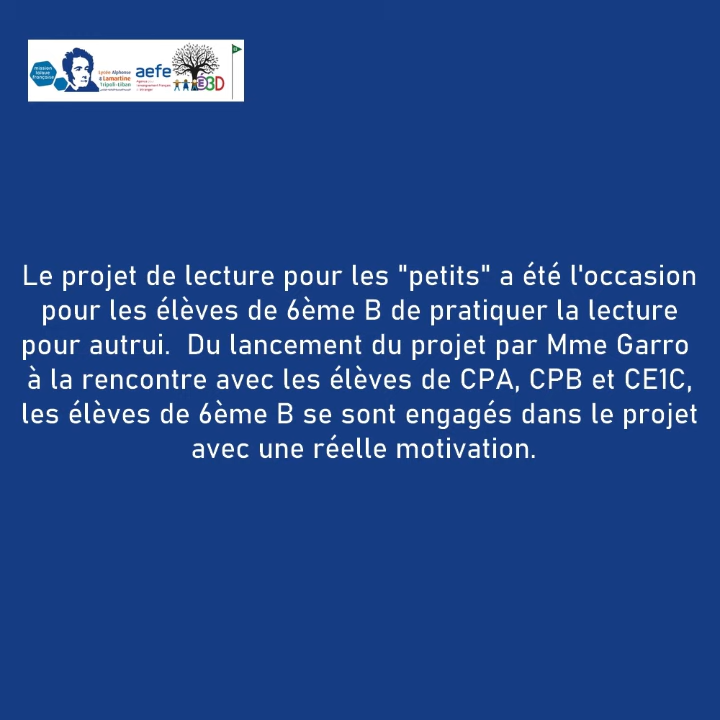 mission
laïque
française
Lycée Alphonse
de Lamartine
Tripoli-Liban
aefe
É3D
Le projet de lecture pour les "petits" a été l'occasion
pour les élèves de 6ème B de pratiquer la lecture
pour autrui.  Du lancement du projet par Mme Garro
à la rencontre avec les élèves de CPA, CPB et CE1C,
les élèves de 6ème B se sont engagés dans le projet
avec une réelle motivation.